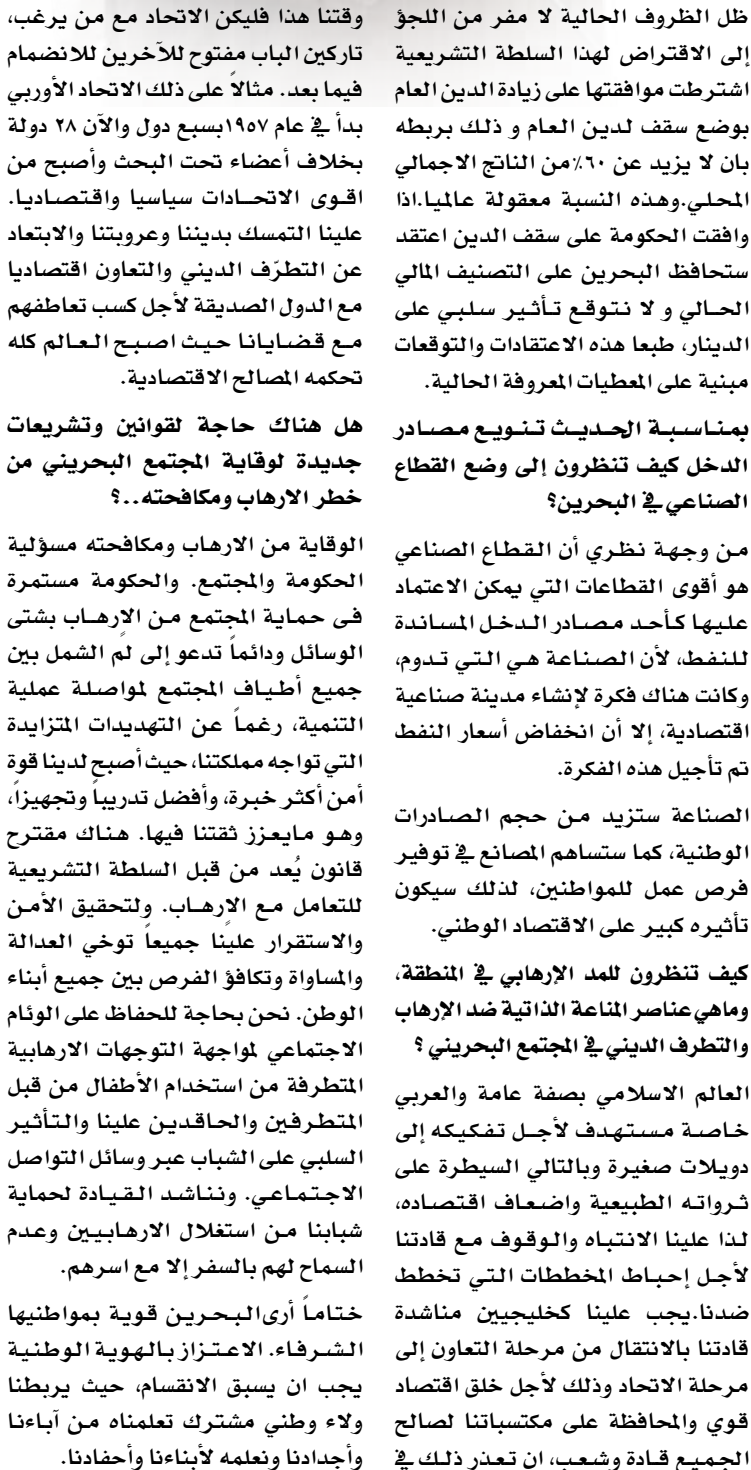 ظل الظروف الحالية لا مفر من اللجؤ
إلى الاقتراض لهذا السلطة التشريعية
اشترطت موافقتها على زيادة الدين العام
بوضع سقف لدين العام و ذلك بربطه
بان لا يزيد عن ٦٠٪من الناتج الاجمالي
المحلي.وهذه النسبة معقولة عالميا.اذا
وافقت الحكومة على سقف الدين اعتقد
ستحافظ البحرين على التصنيف المالي
الحالي و لا نتوقع تأثير سلبي على
الدينار، طبعا هذه الاعتقادات والتوقعات
مبنية على المعطيات المعروفة الحالية.
بمناسبة الحديث تنويع مصادر
الدخل كيف تنظرون إلى وضع القطاع
الصناعي في البحرين؟
من وجهة نظري أن القطاع الصناعي
هو أقوى القطاعات التي يمكن الاعتماد
عليها كأحد مصادر الدخل المساندة
للنفط، لأن الصناعة هي التي تدوم،
وكانت هناك فكرة لإنشاء مدينة صناعية
اقتصادية، إلا أن انخفاض أسعار النفط
تم تأجيل هذه الفكرة.
الصناعة ستزيد من حجم الصادرات
الوطنية، كما ستساهم المصانع في توفير
فرص عمل للمواطنين، لذلك سيكون
تأثيره كبير على الاقتصاد الوطني.
كيف تنظرون للمد الإرهابي في المنطقة،
وماهي عناصر المناعة الذاتية ضد الإرهاب
والتطرف الديني في المجتمع البحريني ؟
العالم الاسلامي بصفة عامة والعربي
خاصة مستهدف لأجل تفكيكه إلى
دويلات صغيرة وبالتالي السيطرة على
ثرواته الطبيعية واضعاف اقتصاده،
لذا علينا الانتباه والوقوف مع قادتنا
لأجل إحباط المخططات التي تخطط
ضدنا.يجب علينا كخليجيين مناشدة
قادتنا بالانتقال من مرحلة التعاون إلى
مرحلة الاتحاد وذلك لأجل خلق اقتصاد
قوي والمحافظة على مكتسباتنا لصالح
الجميع قادة وشعب، ان تعذر ذلك في
وقتنا هذا فليكن الاتحاد مع من يرغب،
تاركين الباب مفتوح للآخرين للانضمام
فيما بعد. مثالاً على ذلك الاتحاد الأوربي
بدأ في عام ١٩٥٧بسبع دول والآن ٢٨ دولة
بخلاف أعضاء تحت البحث وأصبح من
اقوى الاتحادات سياسيا واقتصاديا.
علينا التمسك بديننا وعروبتنا والابتعاد
عن التطرّف الديني والتعاون اقتصاديا
مع الدول الصديقة لأجل كسب تعاطفهم
مع قضايانا حيث اصبح العالم كله
تحكمه المصالح الاقتصادية.
هل هناك حاجة لقوانين وتشريعات
جديدة لوقاية المجتمع البحريني من
خطر الارهاب ومكافحته..؟
الوقاية من الارهاب ومكافحته مسؤلية
الحكومة والمجتمع. والحكومة مستمرة
فى حماية المجتمع من الإرهاب بشتى
الوسائل ودائماً تدعو إلى لم الشمل بين
جميع أطياف المجتمع لمواصلة عملية
التنمية، رغماً عن التهديدات المتزايدة
التي تواجه مملكتنا، حيث أصبح لدينا قوة
أمن أكثر خبرة، وأفضل تدريباً وتجهيزاً،
وهو مايعزز ثقتنا فيها. هناك مقترح
قانون يُعد من قبل السلطة التشريعية
للتعامل مع الإرهاب. ولتحقيق الأمن
والاستقرار علينا جميعاً توخي العدالة
والمساواة وتكافؤ الفرص بين جميع أبناء
الوطن. نحن بحاجة للحفاظ على الوئام
الاجتماعي لمواجهة التوجهات الارهابية
المتطرفة من استخدام الأطفال من قبل
المتطرفين والحاقدين علينا والتأثير
السلبي على الشباب عبر وسائل التواصل
الاجتماعي. ونناشد القيادة لحماية
شبابنا من استغلال الارهابيين وعدم
السماح لهم بالسفر إلا مع اسرهم.
ختاماً أرى البحرين قوية بمواطنيها
الشرفاء. الاعتزاز بالهوية الوطنية
يجب ان يسبق الانقسام، حيث يربطنا
ولاء وطني مشترك تعلمناه من آباءنا
وأجدادنا ونعلمه لأبناءنا وأحفادنا.